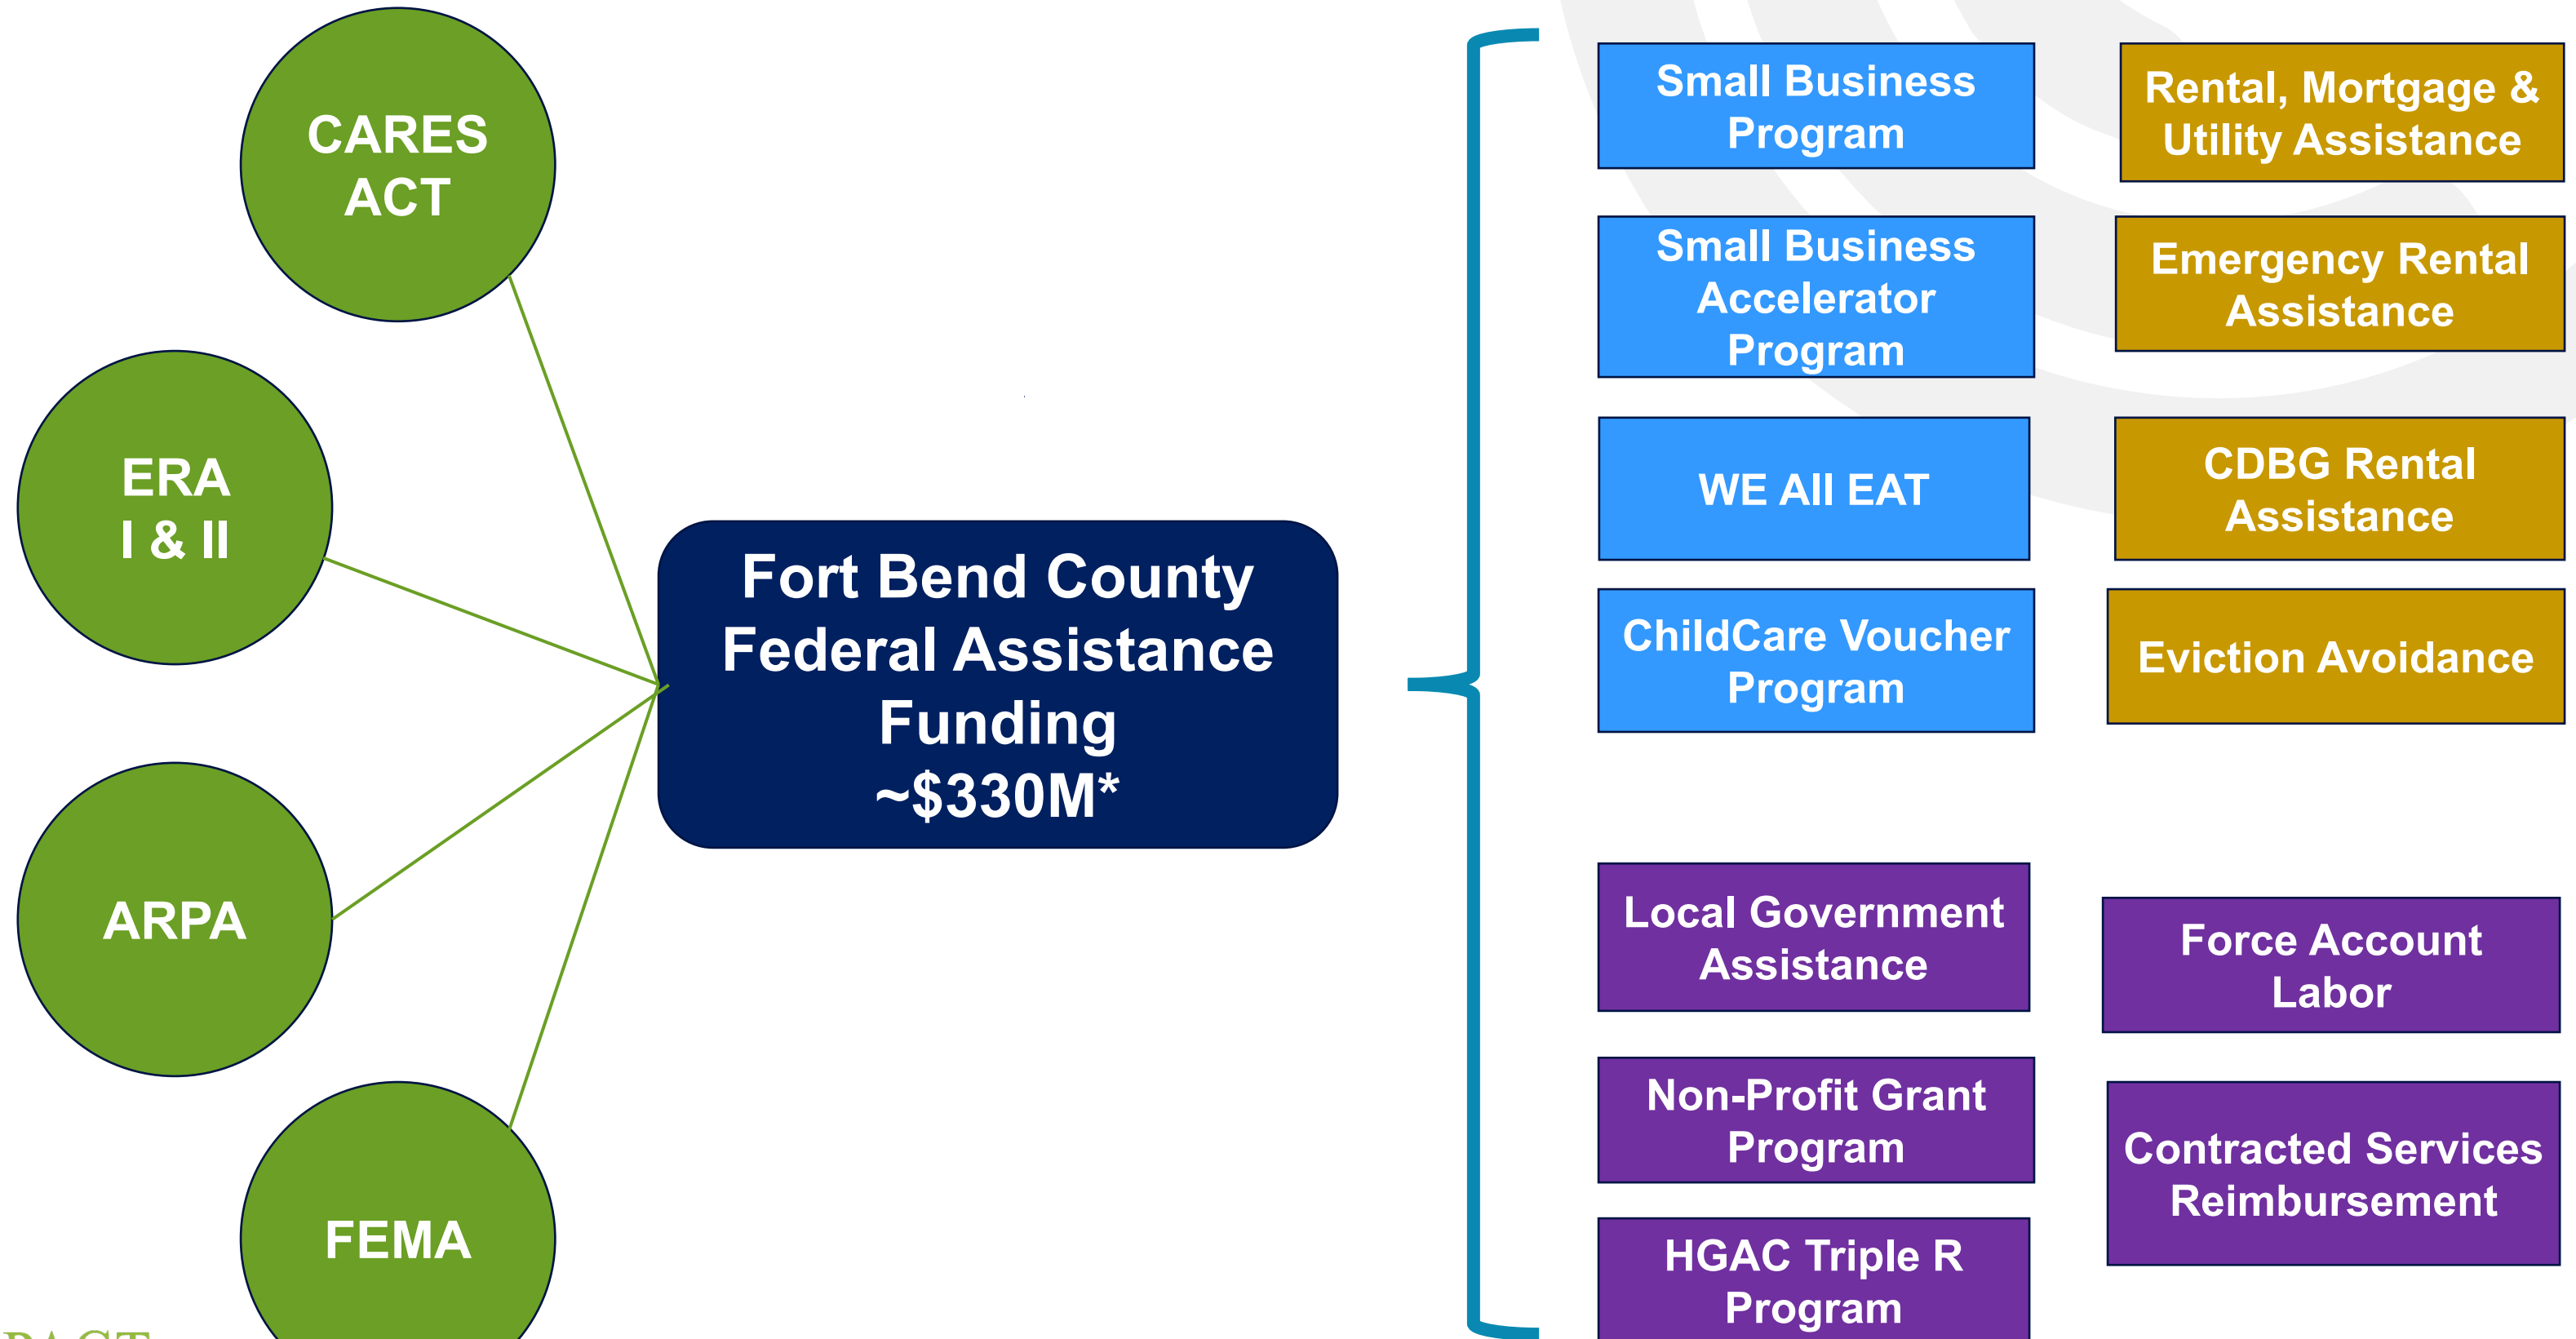 CARES
ACT
ERA
I & II
ARPA
FEMA
Fort Bend County
Federal Assistance
Funding
~$330M*
Small Business
Program
Small Business
Accelerator
Program
WE All EAT
ChildCare Voucher
Program
Rental, Mortgage &
Utility Assistance
Emergency Rental
Assistance
CDBG Rental
Assistance
Eviction Avoidance
Local Government
Assistance
Non-Profit Grant
Program
HGAC Triple R
Program
Force Account
Labor
Contracted Services
Reimbursement